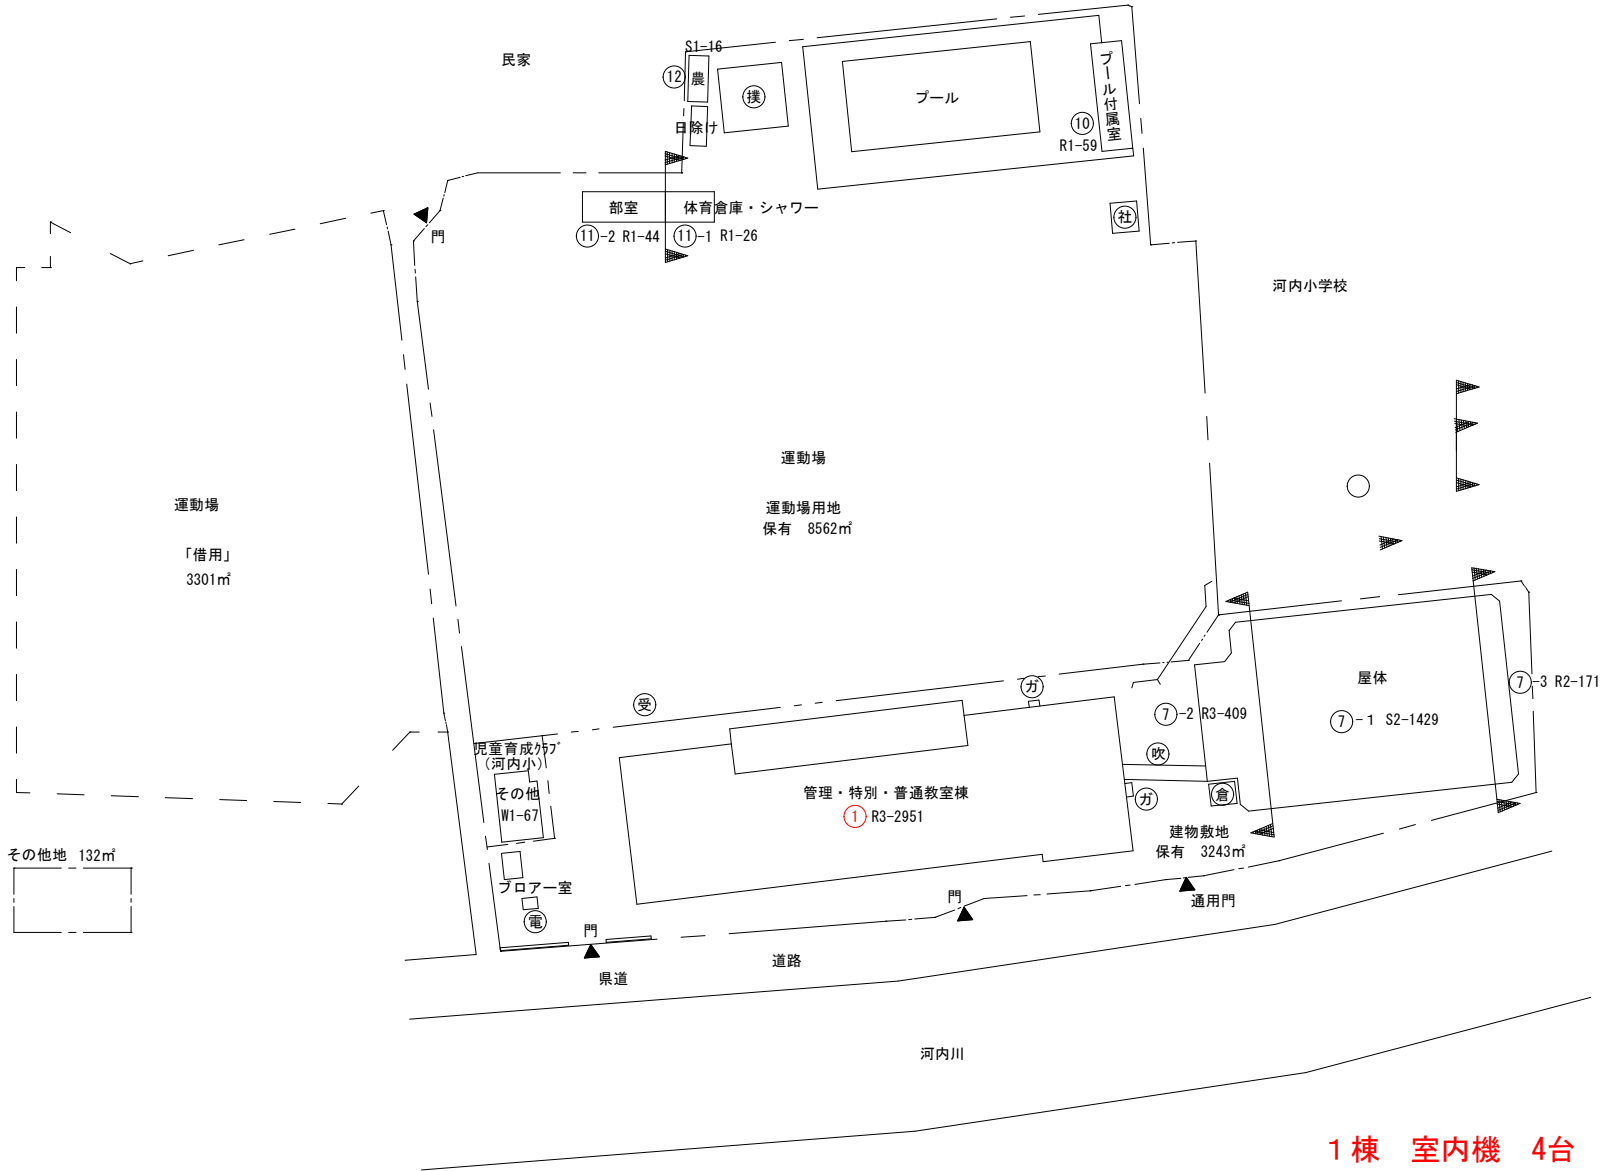 民家
S1-16
⑫
農
撲
日除け
プール
プール付属室
⑩
R1-59
部室
体育倉庫・シャワー
⑪-2 R1-44
⑪-1 R1-26
門
社
河内小学校
運動場
運動場用地
保有 8562㎡
運動場
「借用」
3301㎡
受
ガ
屋体
⑦-1 S2-1429
⑦-2 R3-409
⑦-3 R2-171
吹
倉
ガ
児童育成ｸﾗﾌﾞ
(河内小)
その他
W1-67
管理・特別・普通教室棟
① R3-2951
建物敷地
保有 3243㎡
その他地 132㎡
ブロアー室
電
門
門
通用門
県道
道路
河内川
1棟 室内機 4台